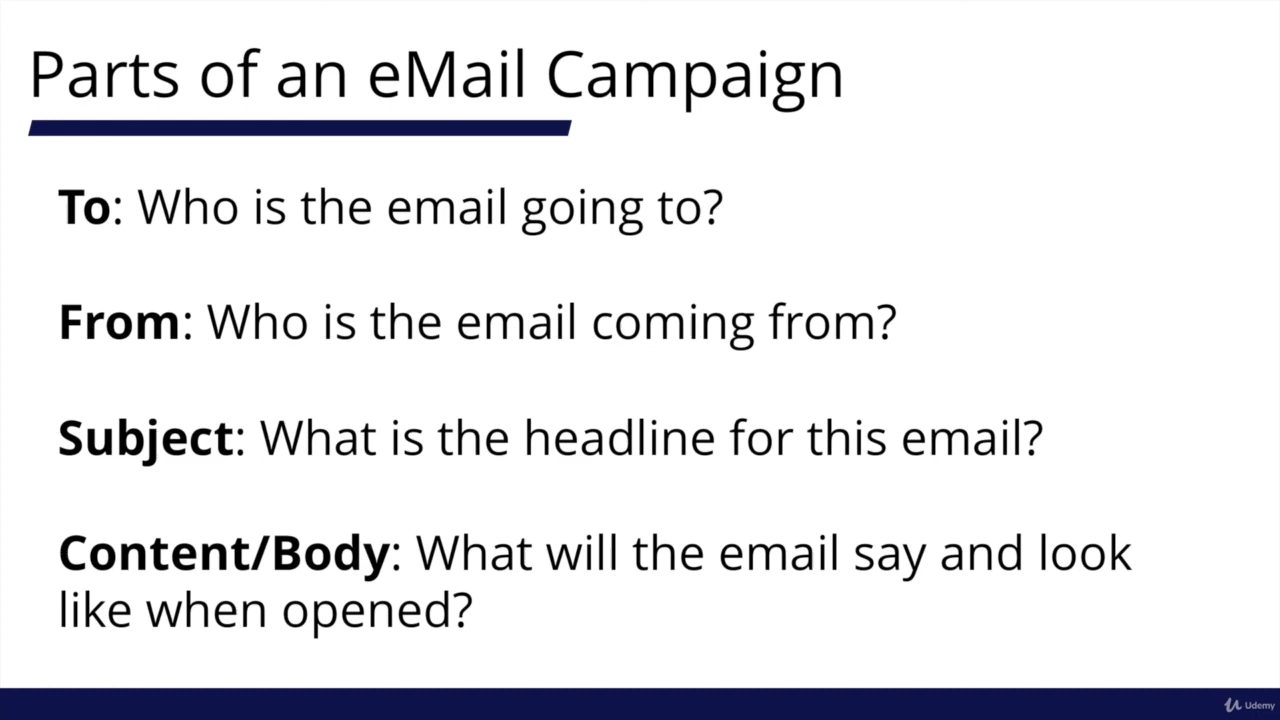 Parts of an eMail Campaign
To: Who is the email going to?
From: Who is the email coming from?
Subject: What is the headline for this email?
Content/Body: What will the email say and look
like when opened?
Udemy